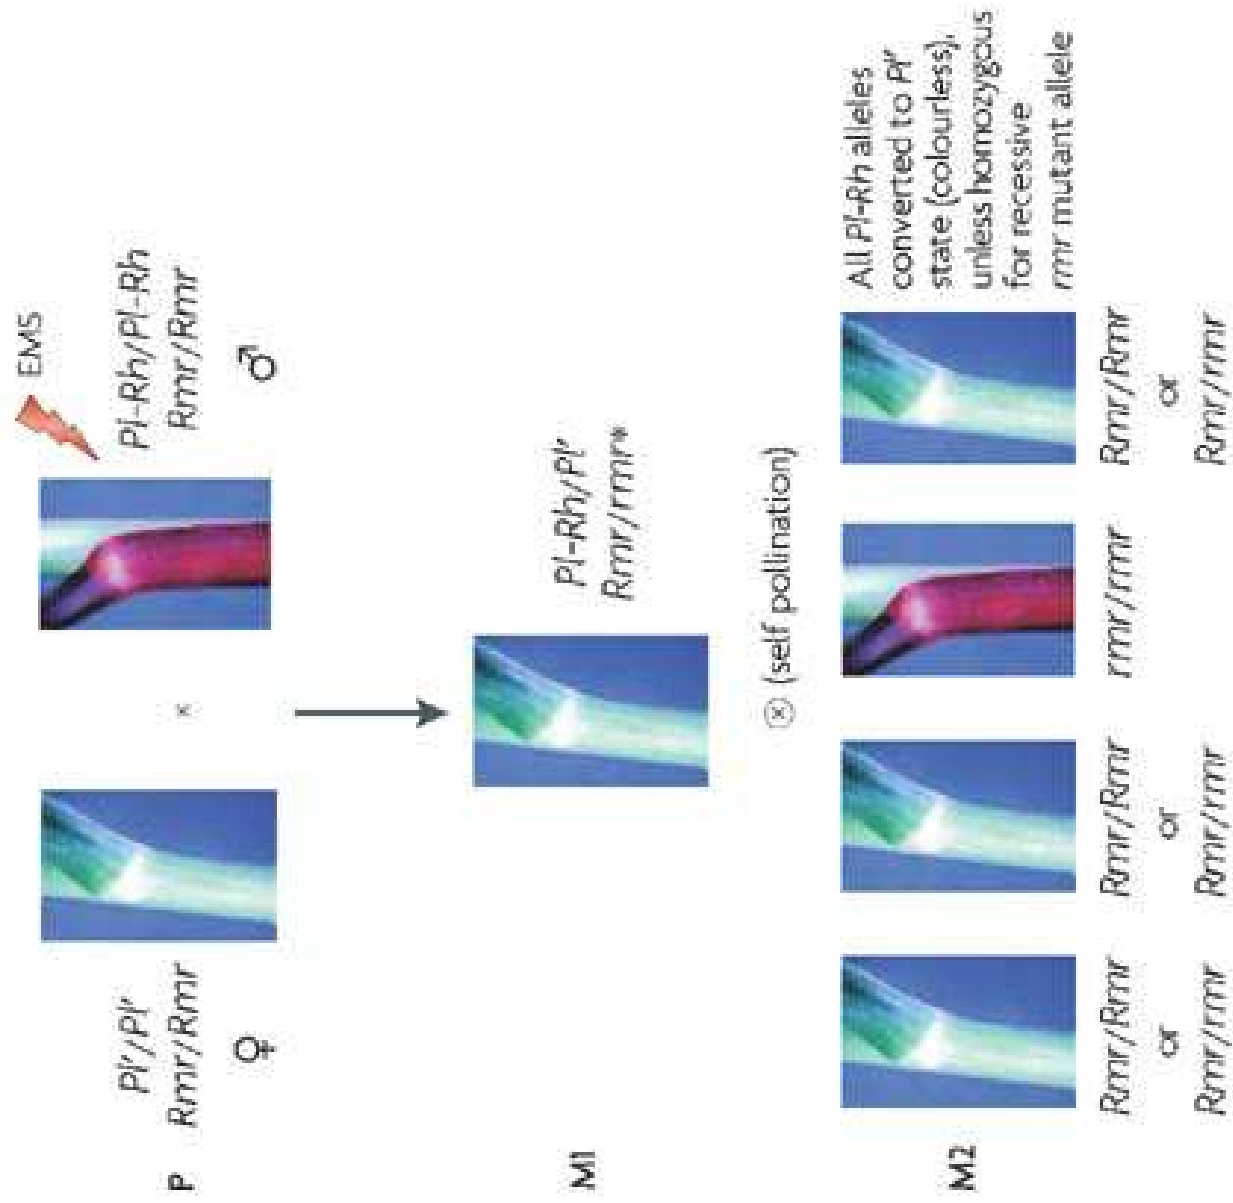 EMS
P
Pl′/Pl′
Rmr/Rmr
♀
×
Pl-Rh/Pl-Rh
Rmr/Rmr
♂
M1
Pl-Rh/Pl′
Rmr/rmr*
ⓧ (self pollination)
M2
Rmr/Rmr
or
Rmr/rmr
Rmr/Rmr
or
Rmr/rmr
rmr/rmr
Rmr/Rmr
or
Rmr/rmr
All Pl-Rh alleles
converted to Pl′
state (colourless),
unless homozygous
for recessive
rmr mutant allele